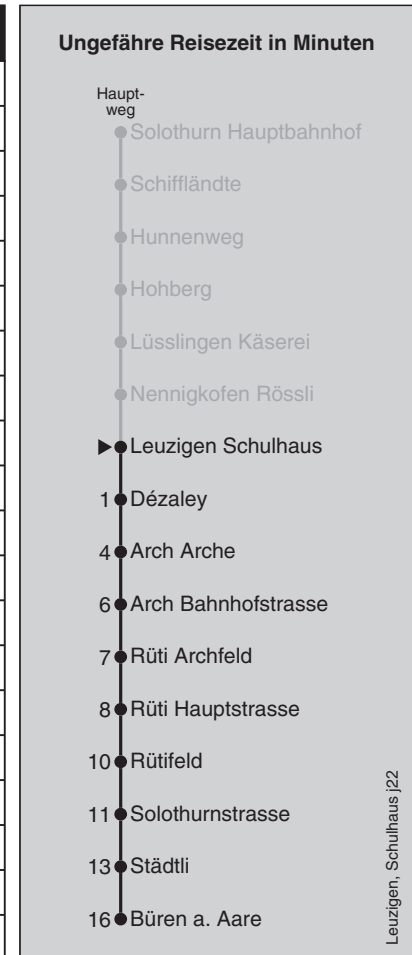 Ungefähre Reisezeit in Minuten
Haupt-
weg
Solothurn Hauptbahnhof
Schiffländte
Hunnenweg
Hohberg
Lüsslingen Käserei
Nennigkofen Rössli
Leuzigen Schulhaus
1 Dézaley
4 Arch Arche
6 Arch Bahnhofstrasse
7 Rüti Archfeld
8 Rüti Hauptstrasse
10 Rütifeld
11 Solothurnstrasse
13 Städtli
16 Büren a. Aare
Leuzigen, Schulhaus j22